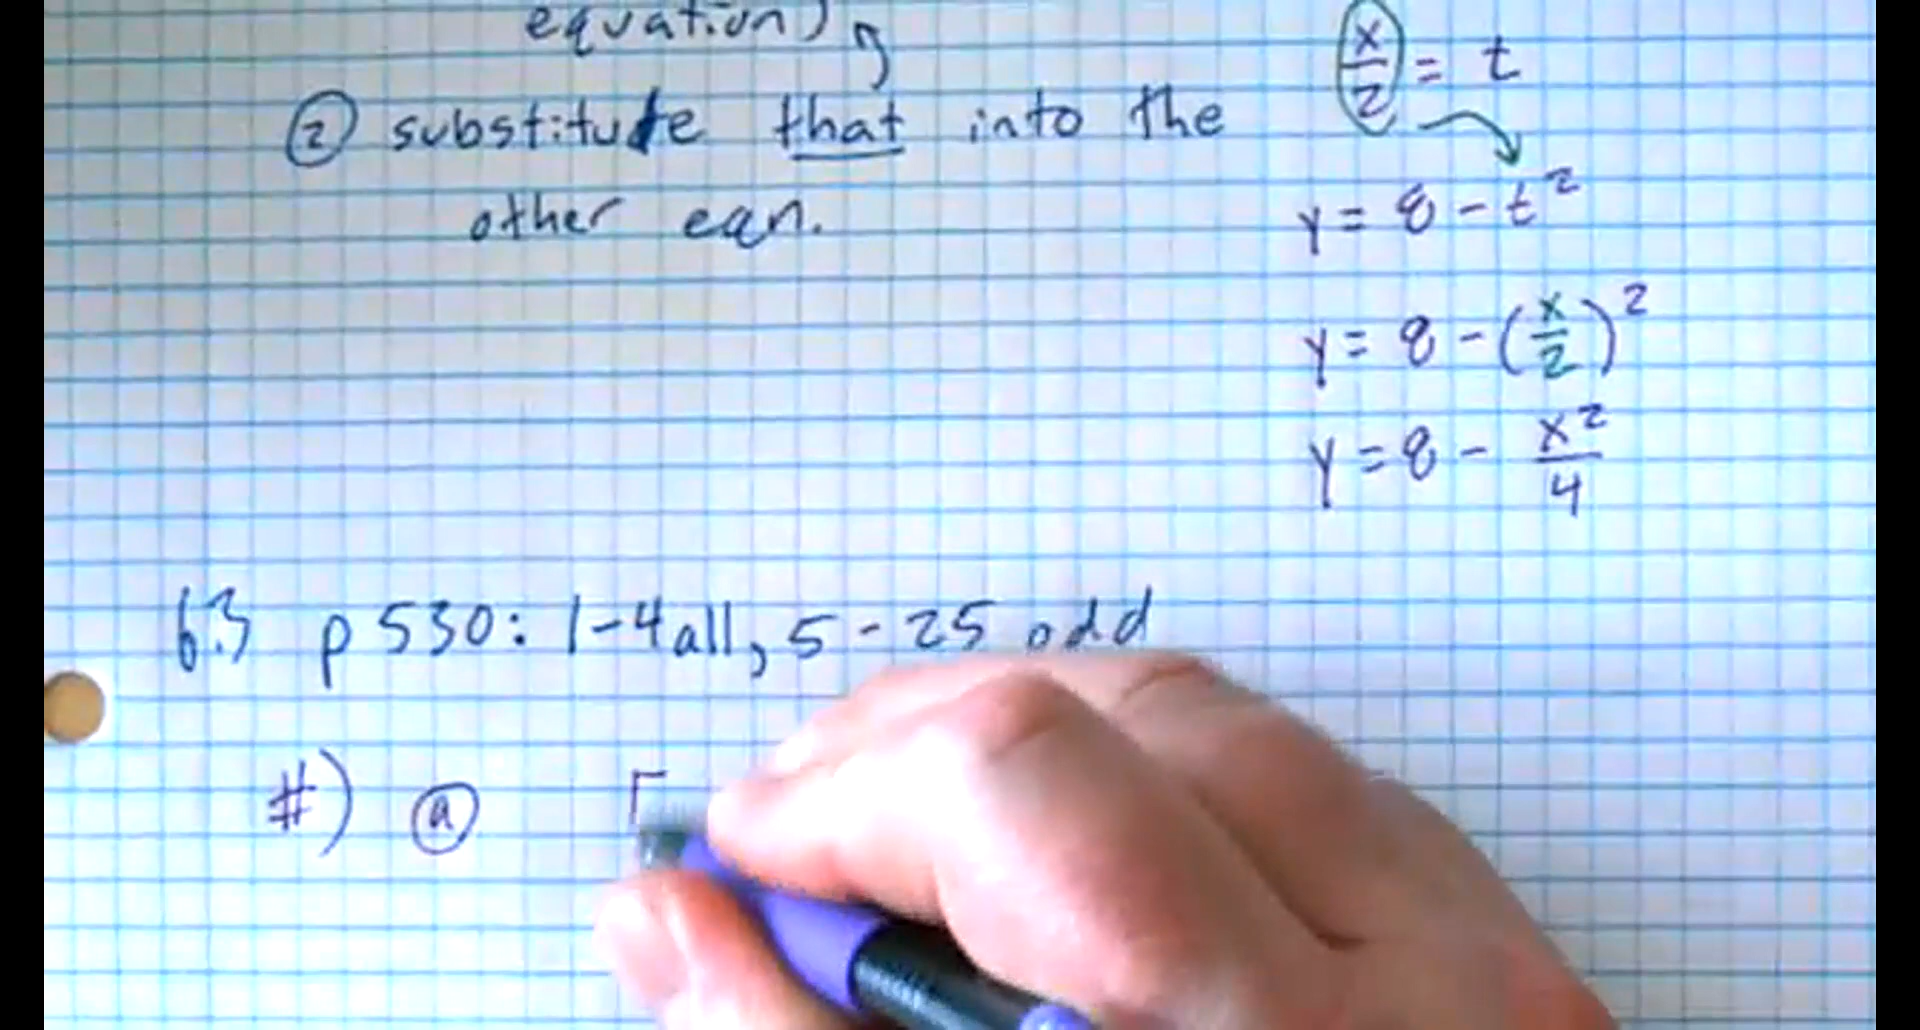 equation)
② substitute that into the
other eqn.
x/2 = t
y = 8 - t²
y = 8 - (x/2)²
y = 8 - x²/4
6.3 p 530: 1-4 all, 5-25 odd
#) ⓐ